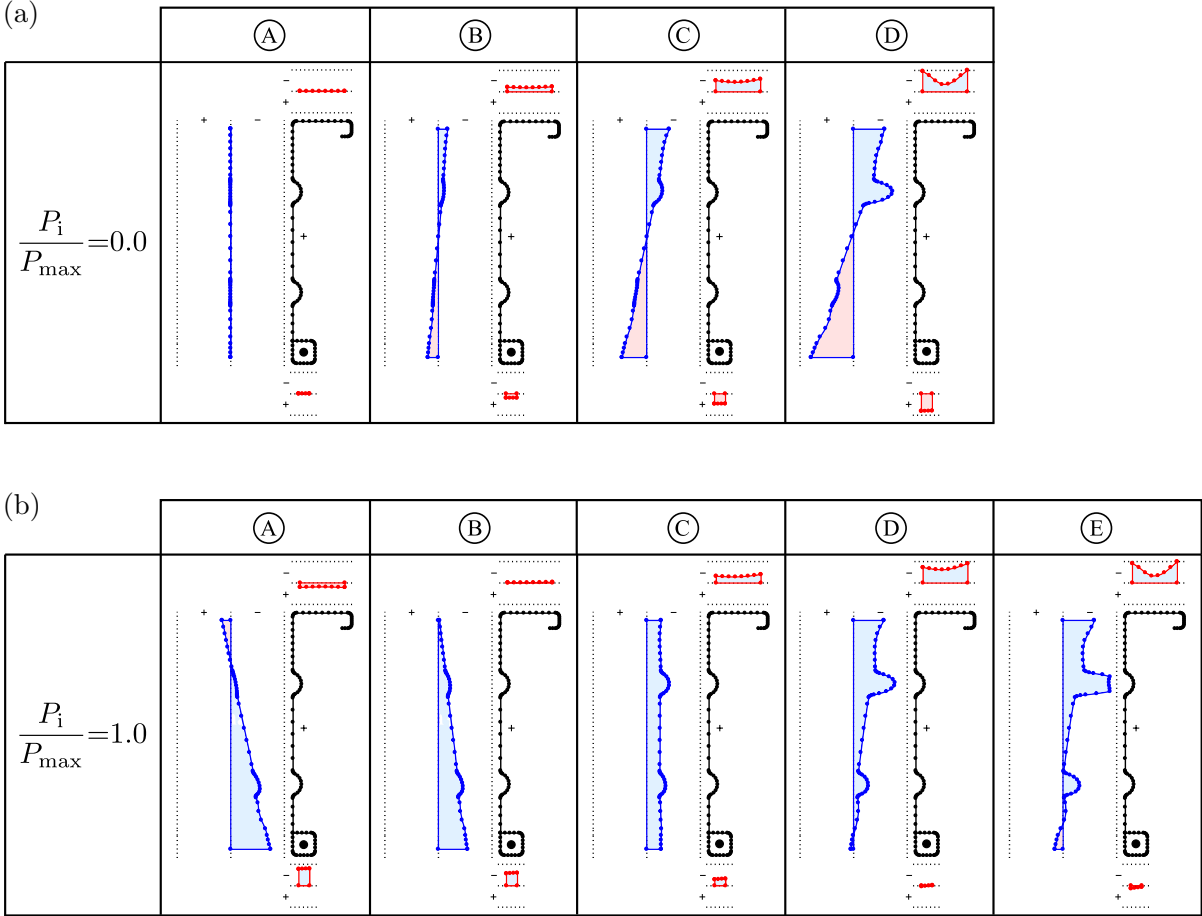 (a)
Ⓐ Ⓑ Ⓒ Ⓓ
− − − −
+ + + +
+ − + − + − + −
+ + + +
P_i/P_max=0.0
− − − −
+ + + +
(b)
Ⓐ Ⓑ Ⓒ Ⓓ Ⓔ
− − − − −
+ + + + +
+ − + − + − + − + −
+ + + + +
P_i/P_max=1.0
− − − − −
+ + + + +